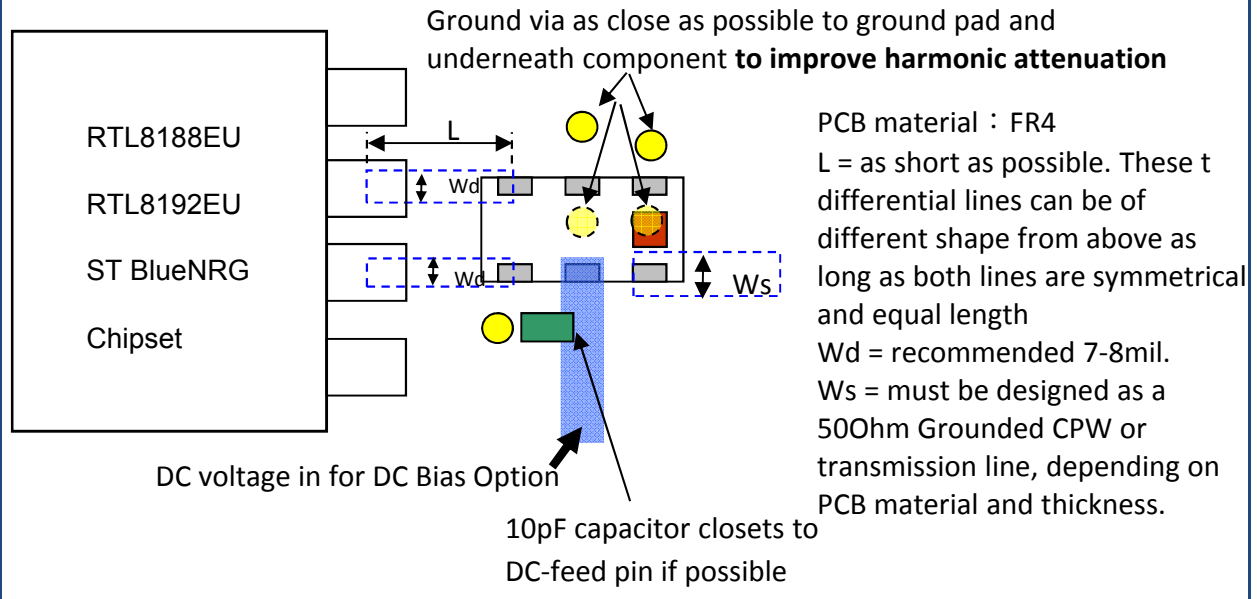 Ground via as close as possible to ground pad and
underneath component to improve harmonic attenuation
RTL8188EU
RTL8192EU
ST BlueNRG
Chipset
L
Wd
Wd
Ws
PCB material：FR4
L = as short as possible. These t
differential lines can be of
different shape from above as
long as both lines are symmetrical
and equal length
Wd = recommended 7-8mil.
Ws = must be designed as a
50Ohm Grounded CPW or
transmission line, depending on
PCB material and thickness.
DC voltage in for DC Bias Option
10pF capacitor closets to
DC-feed pin if possible